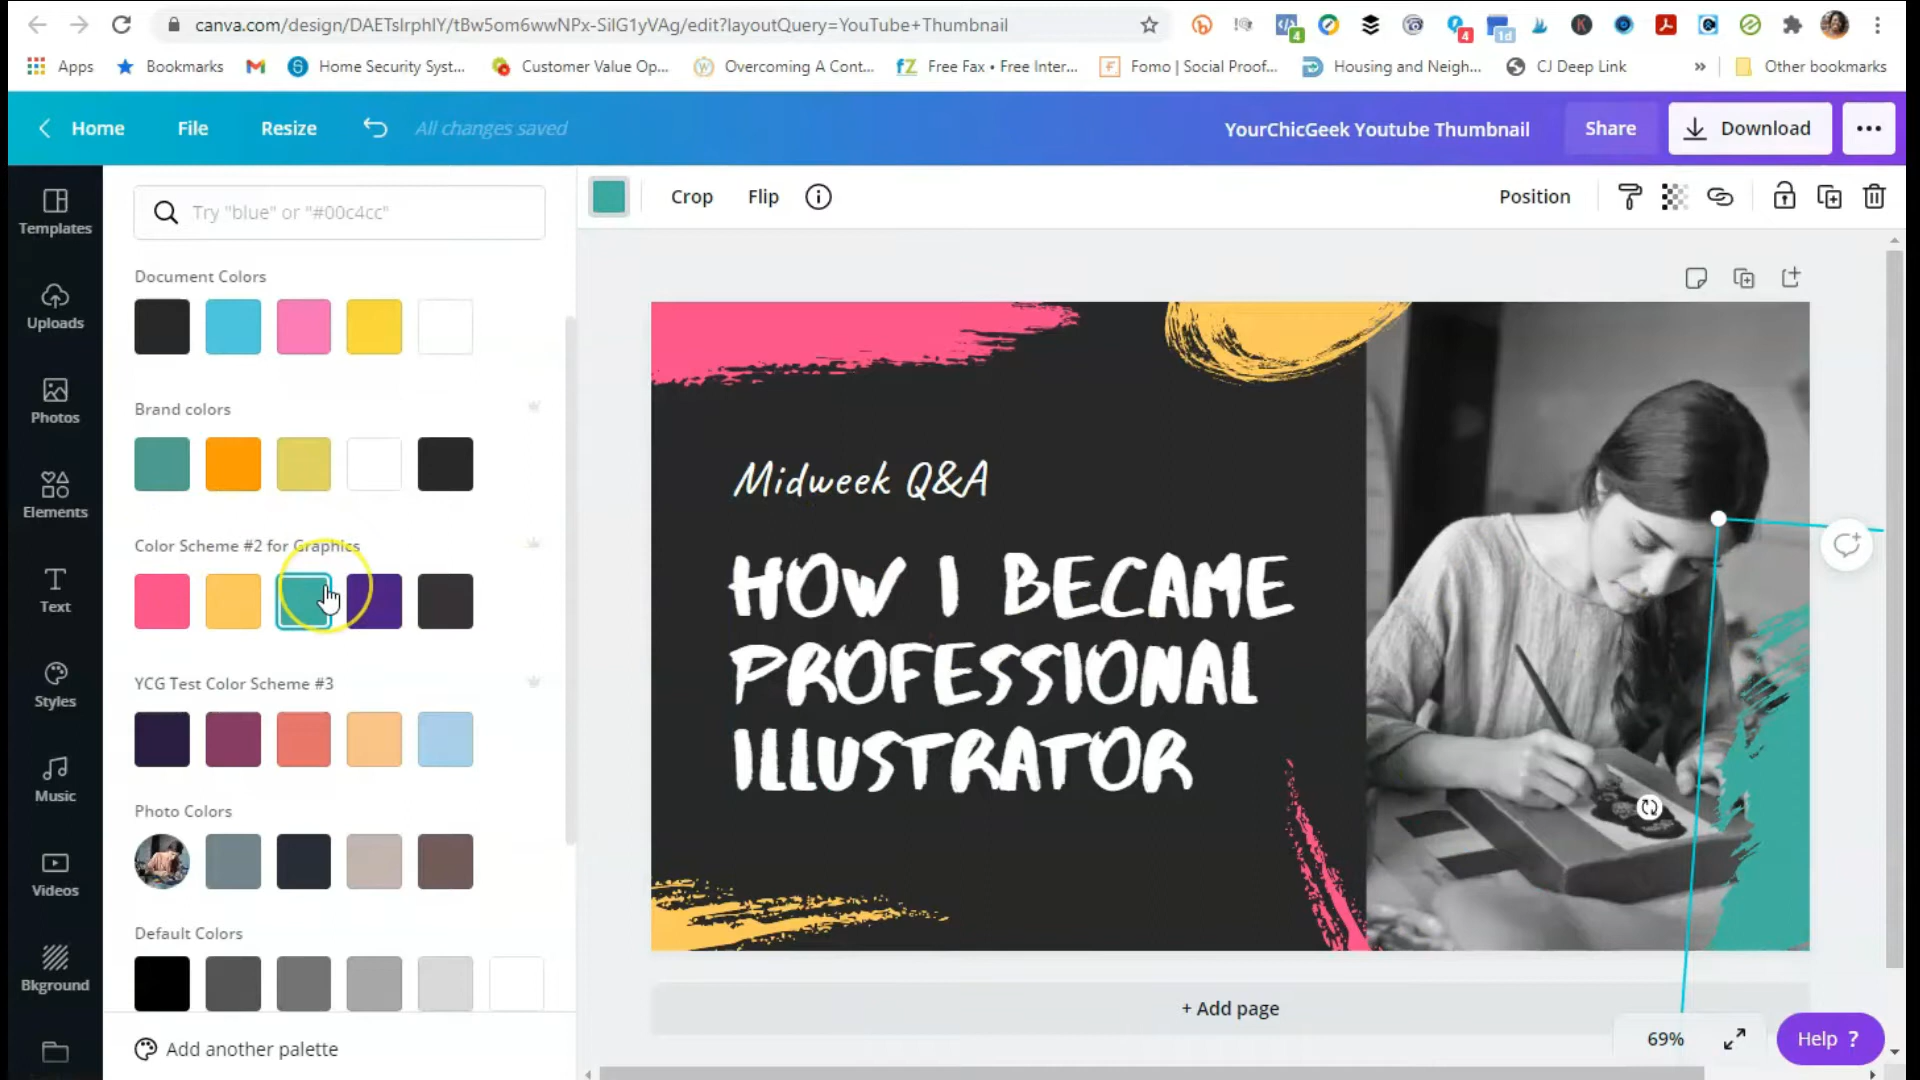 canva.com/design/DAETslrphlY/tBw5om6wwNPx-SilG1yVAg/edit?layoutQuery=YouTube+Thumbnail
4
4
1d
Apps
Bookmarks
Home Security Syst...
Customer Value Op...
Overcoming A Cont...
Free Fax • Free Inter...
Fomo | Social Proof...
Housing and Neigh...
CJ Deep Link
»
Other bookmarks
Home
File
Resize
All changes saved
YourChicGeek Youtube Thumbnail
Share
Download
Templates
Uploads
Photos
Elements
Text
Styles
Music
Videos
Bkground
Try "blue" or "#00c4cc"
Document Colors
Brand colors
Color Scheme #2 for Graphics
YCG Test Color Scheme #3
Photo Colors
Default Colors
Add another palette
Crop
Flip
Position
Midweek Q&A
HOW I BECAME
PROFESSIONAL
ILLUSTRATOR
+ Add page
69%
Help ?